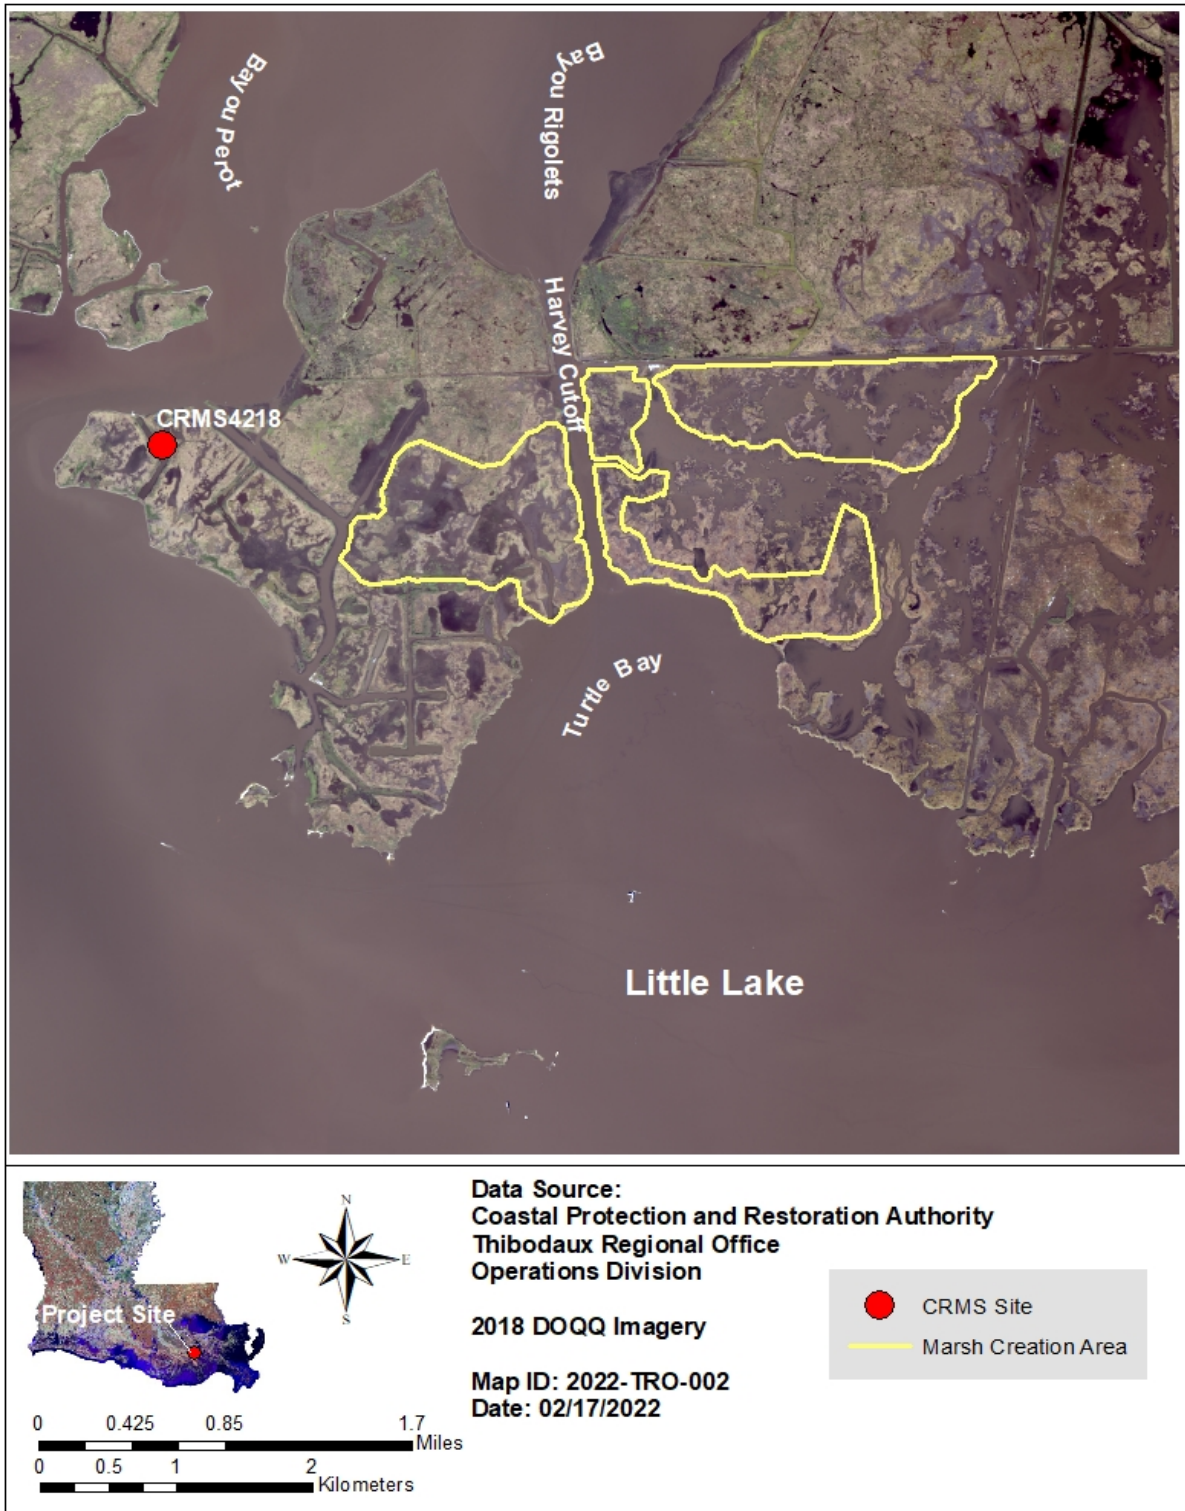 Bayou Perot
Bayou Rigolets
Harvey Cutoff
CRMS4218
Turtle Bay
Little Lake
Project Site
N
W
E
S
0 0.425 0.85 1.7
Miles
0 0.5 1 2
Kilometers
Data Source:
Coastal Protection and Restoration Authority
Thibodaux Regional Office
Operations Division
2018 DOQQ Imagery
Map ID: 2022-TRO-002
Date: 02/17/2022
CRMS Site
Marsh Creation Area